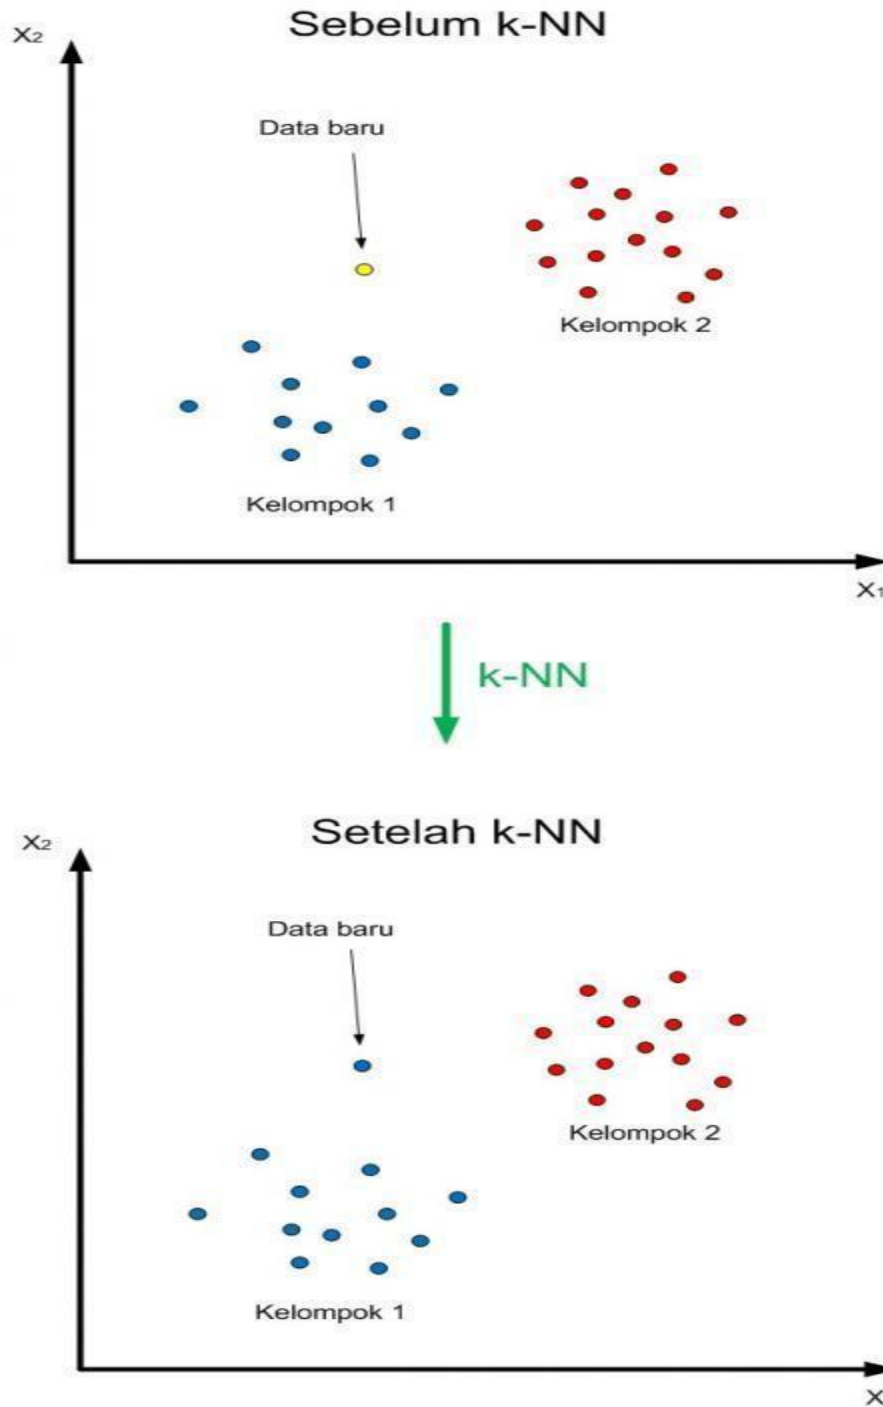 Sebelum k-NN
X₂
Data baru
Kelompok 2
Kelompok 1
X₁
k-NN
Setelah k-NN
X₂
Data baru
Kelompok 2
Kelompok 1
X